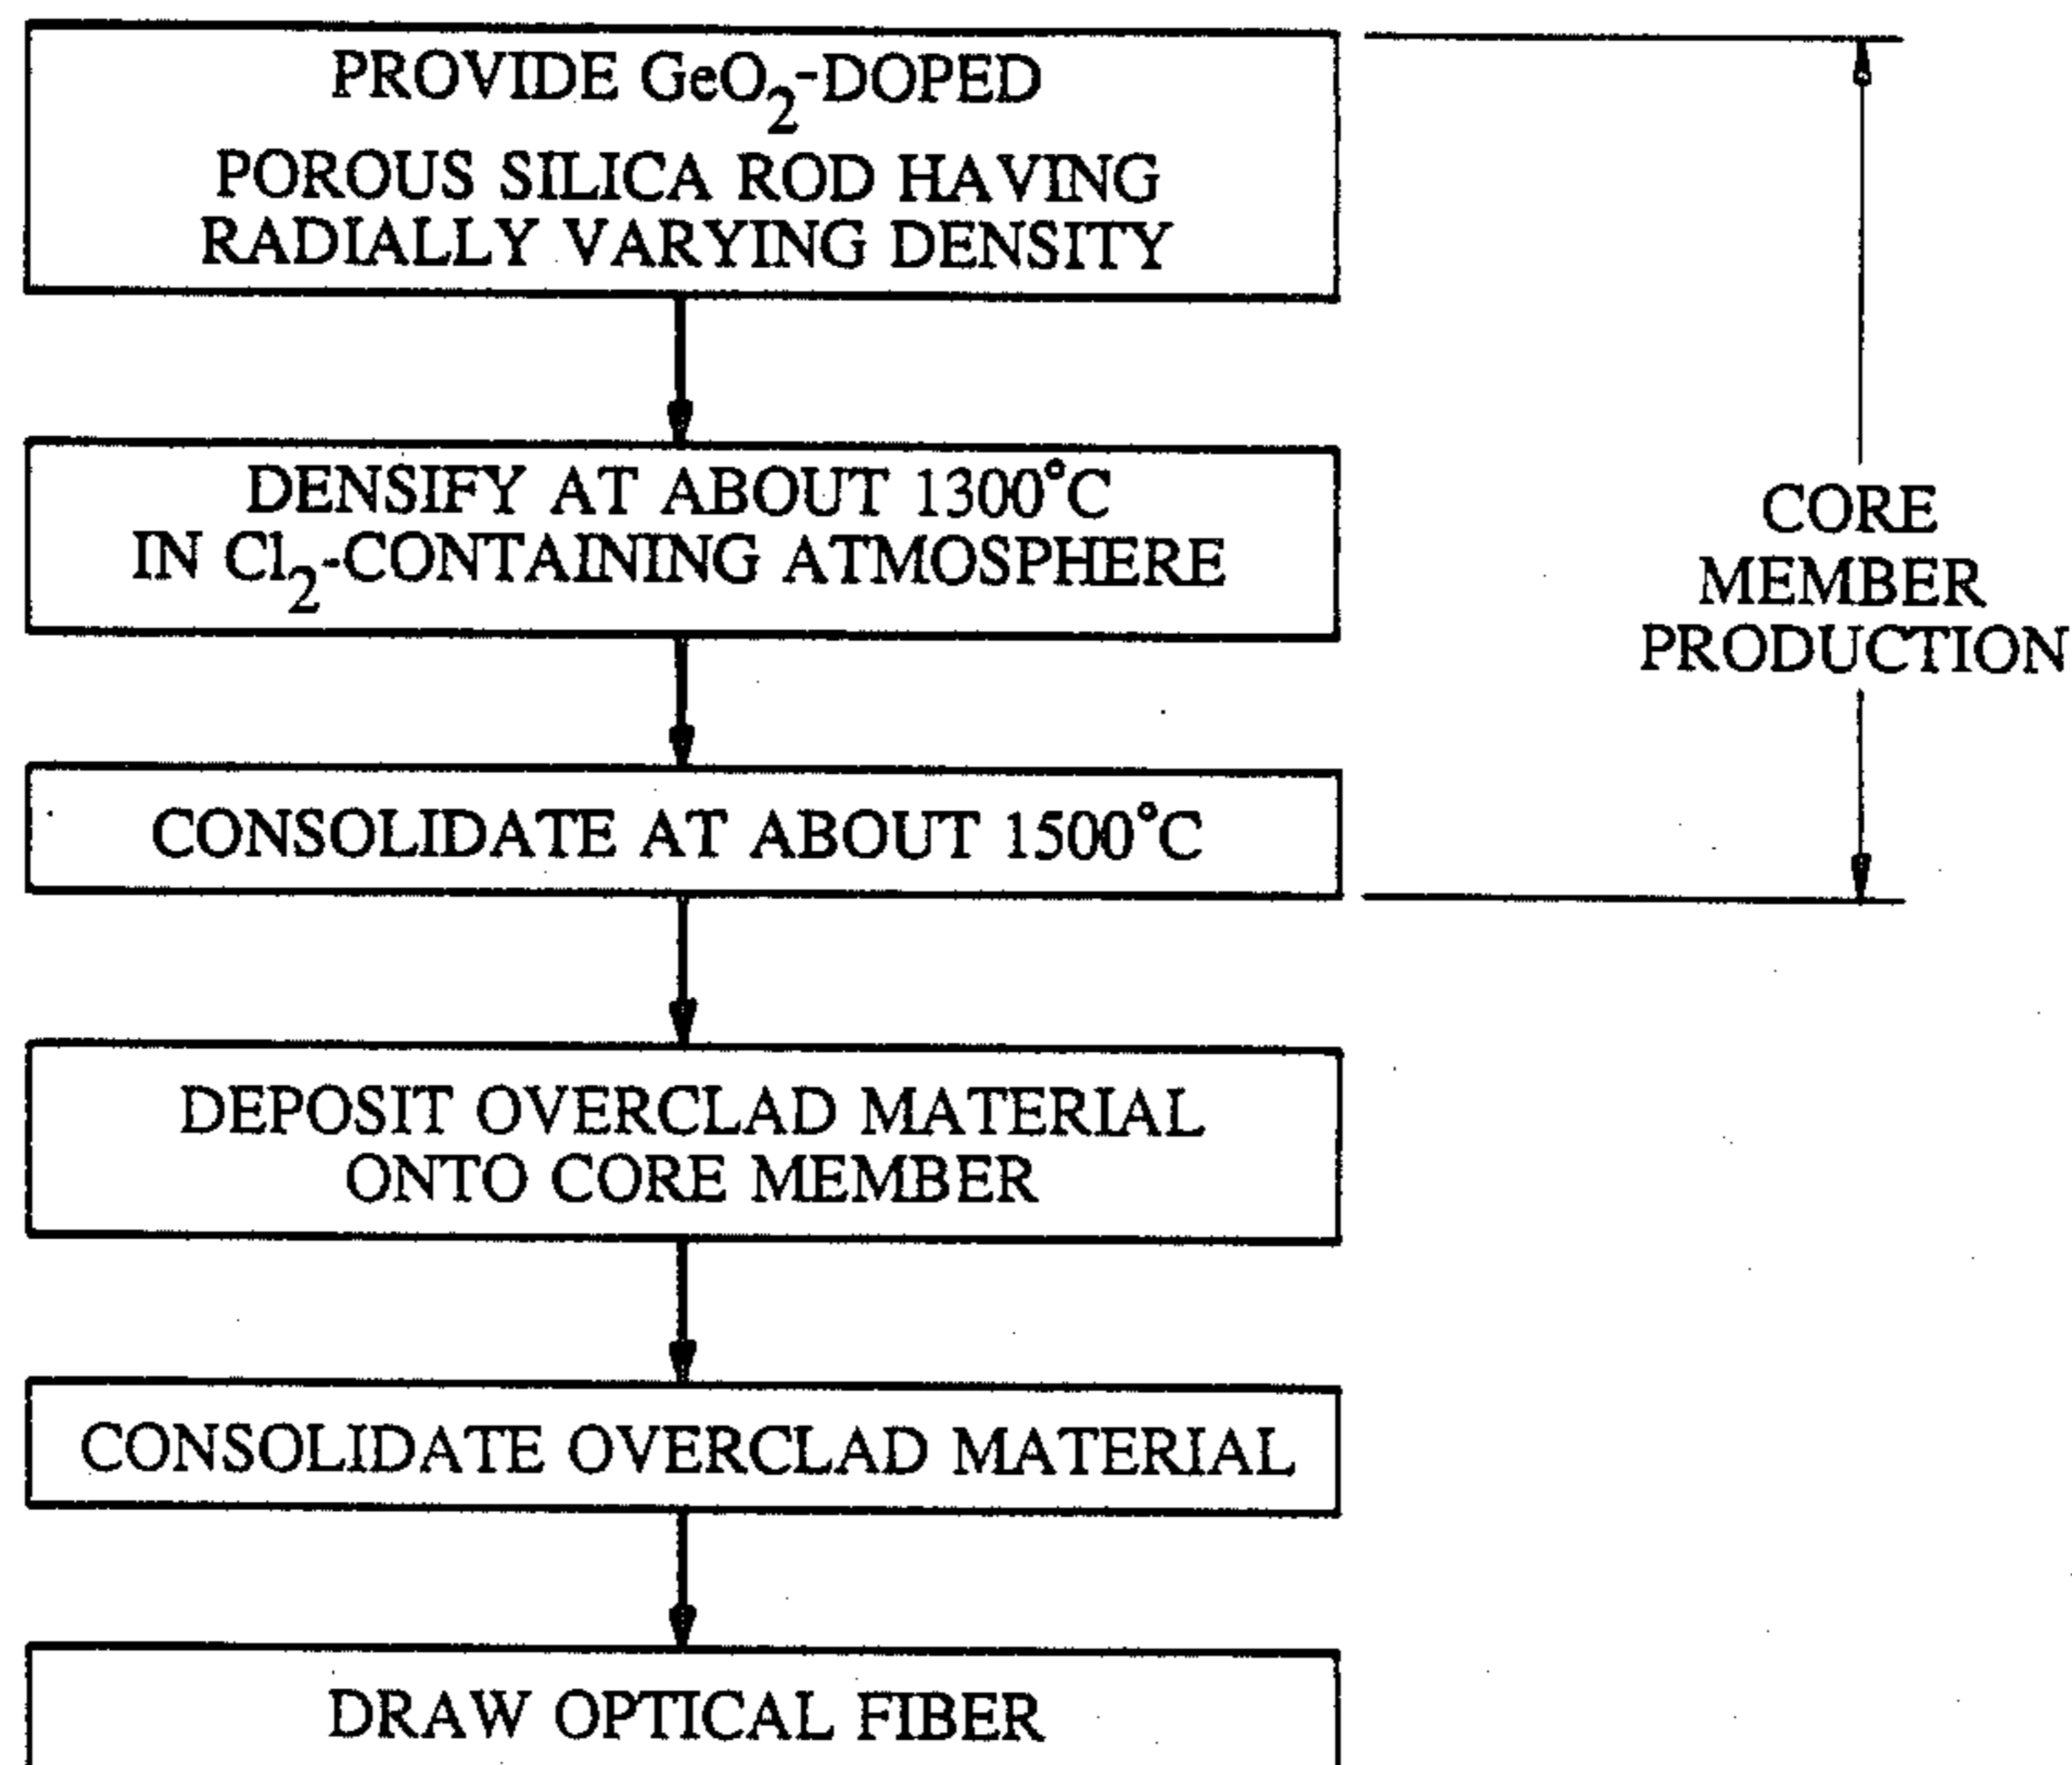 PROVIDE GeO₂-DOPED
POROUS SILICA ROD HAVING
RADIALLY VARYING DENSITY
DENSIFY AT ABOUT 1300°C
IN Cl₂-CONTAINING ATMOSPHERE
CONSOLIDATE AT ABOUT 1500°C
CORE
MEMBER
PRODUCTION
DEPOSIT OVERCLAD MATERIAL
ONTO CORE MEMBER
CONSOLIDATE OVERCLAD MATERIAL
DRAW OPTICAL FIBER